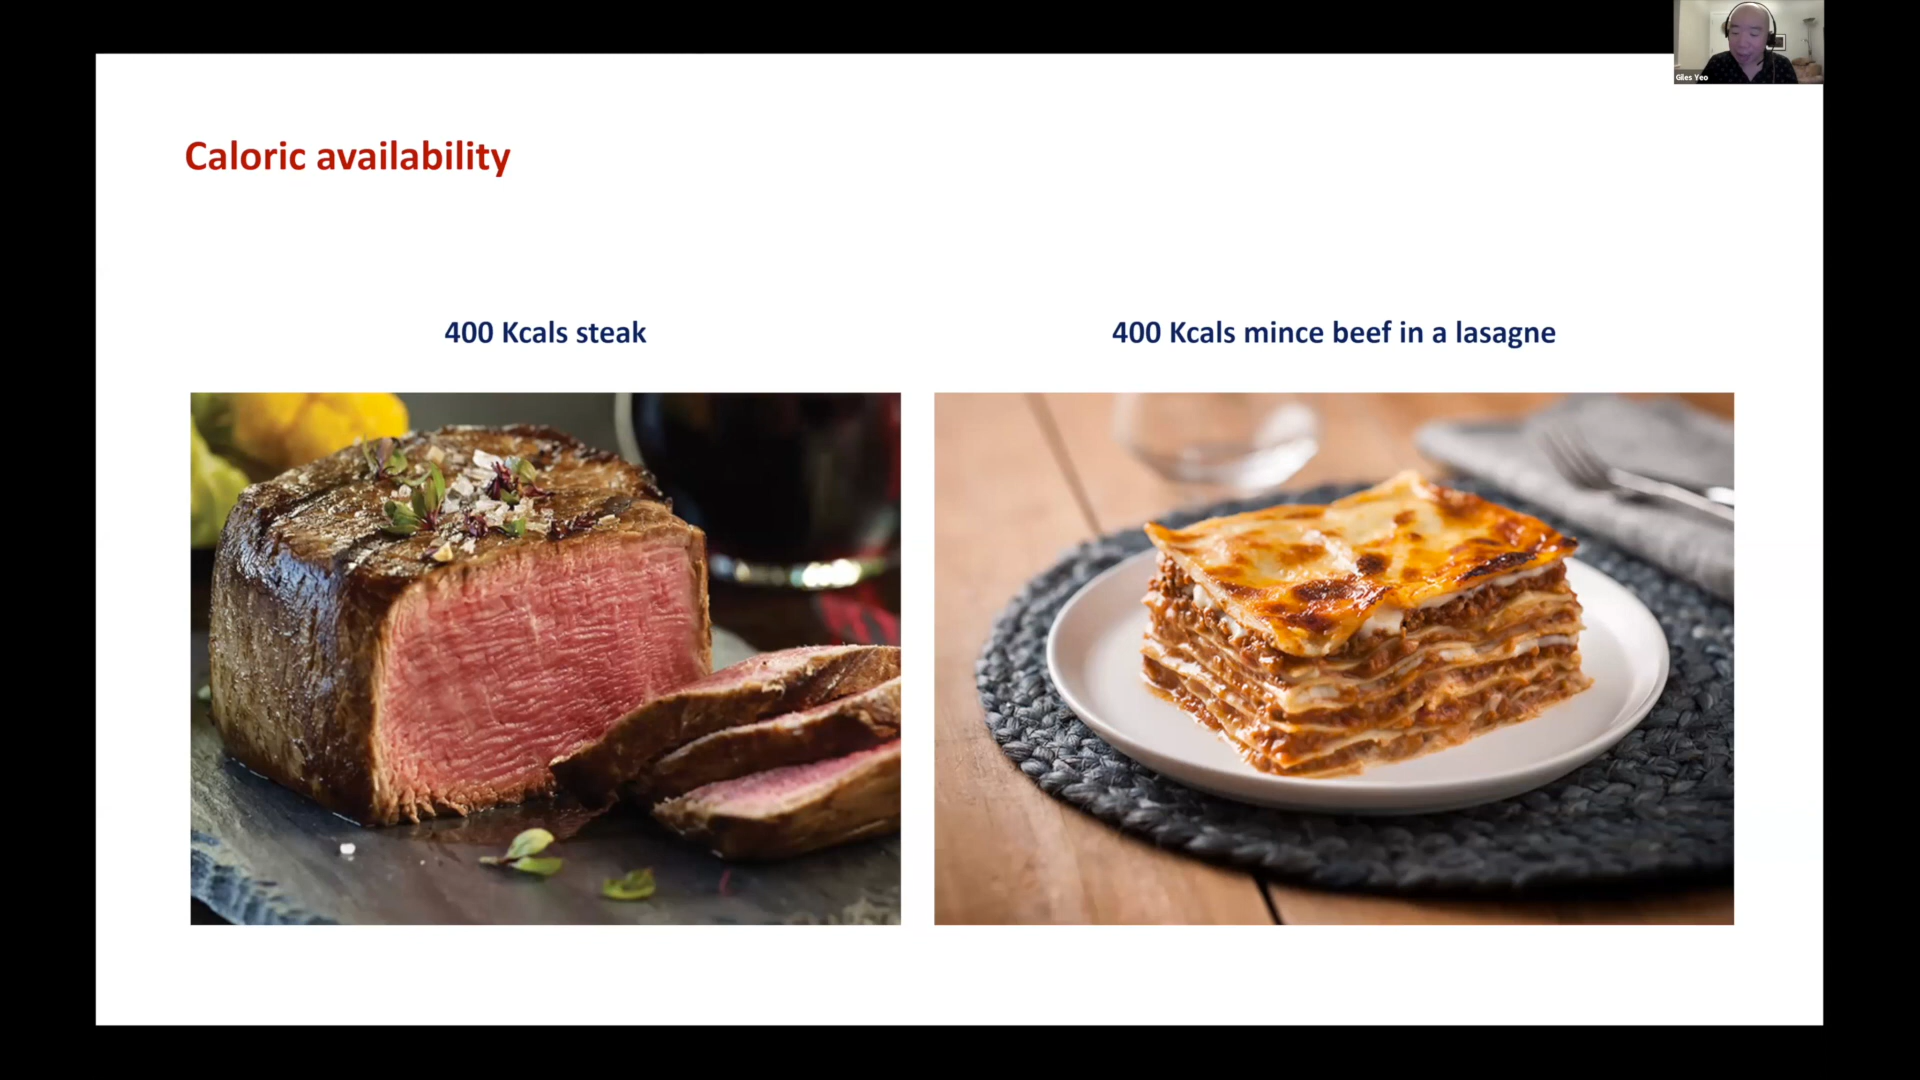 Giles Yeo
Caloric availability
400 Kcals steak
400 Kcals mince beef in a lasagne